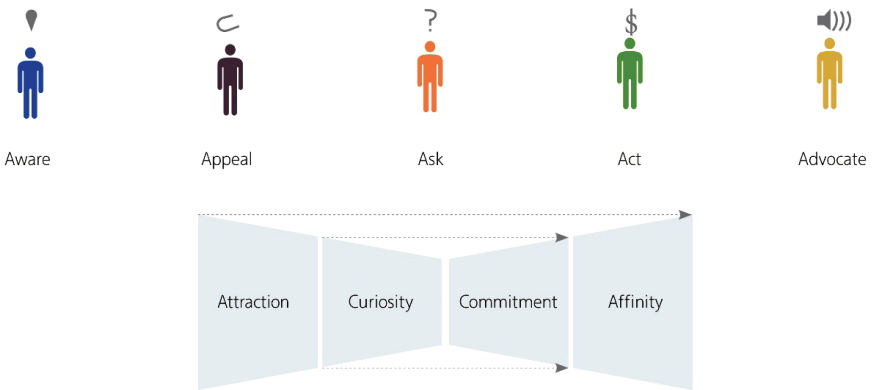 ?
$
Aware
Appeal
Ask
Act
Advocate
Attraction
Curiosity
Commitment
Affinity